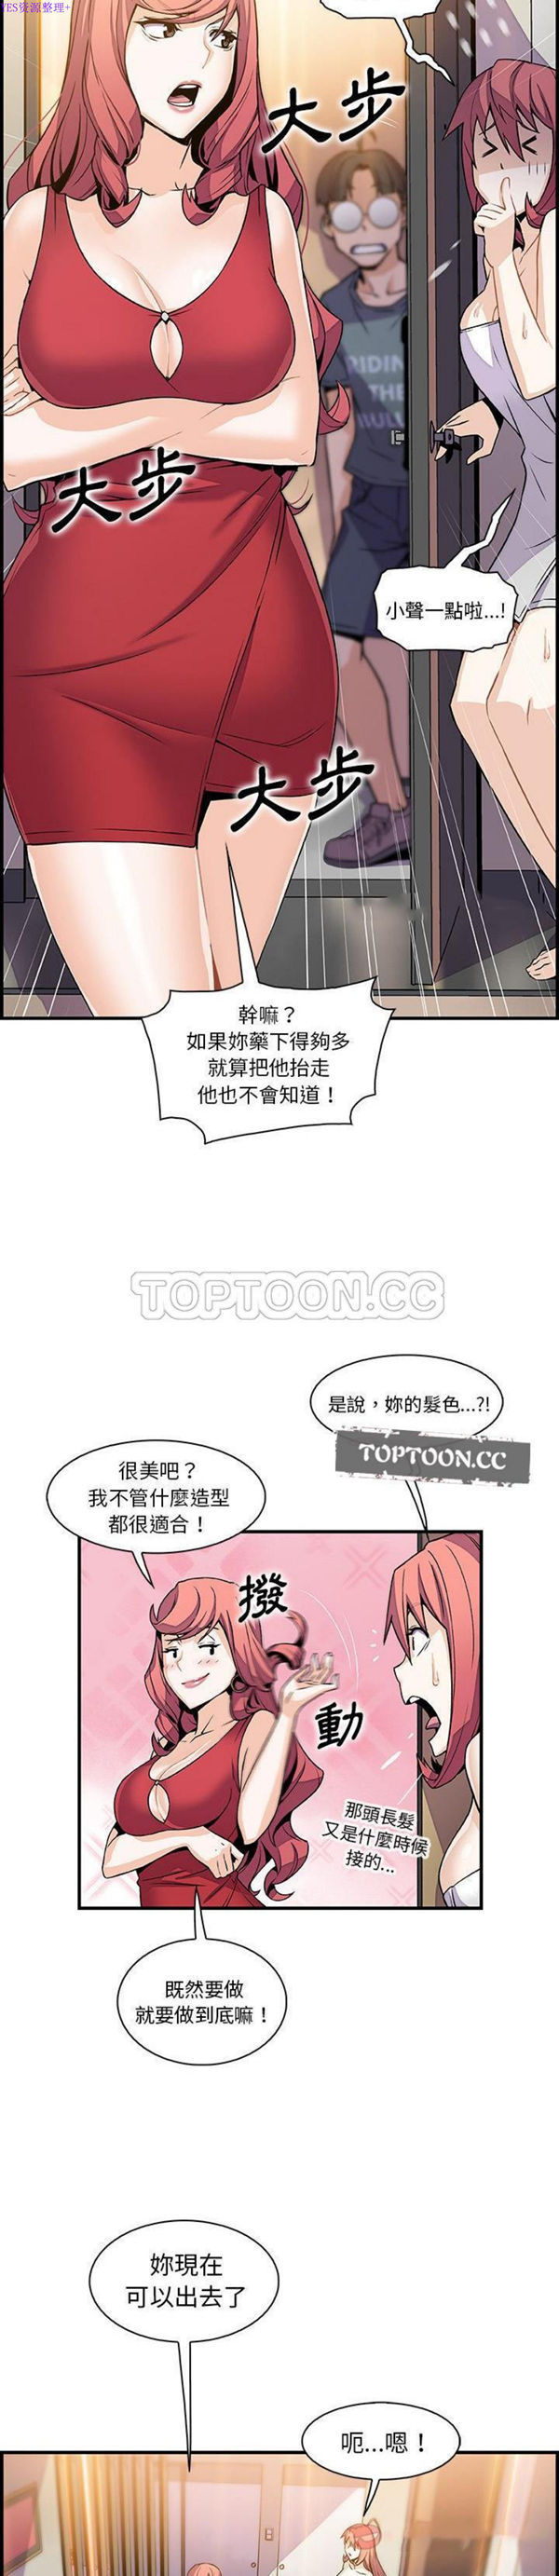 YES資源整理+
大步
RIDIN
THE
BULL
大步
小聲一點啦...!
大步
幹嘛？
如果妳藥下得夠多
就算把他抬走
他也不會知道！
TOPTOON.CC
是說，妳的髮色...?!
TOPTOON.CC
很美吧？
我不管什麼造型
都很適合！
撥
動
那頭長髮
又是什麼時候
接的...
既然要做
就要做到底嘛！
妳現在
可以出去了
呃...嗯！